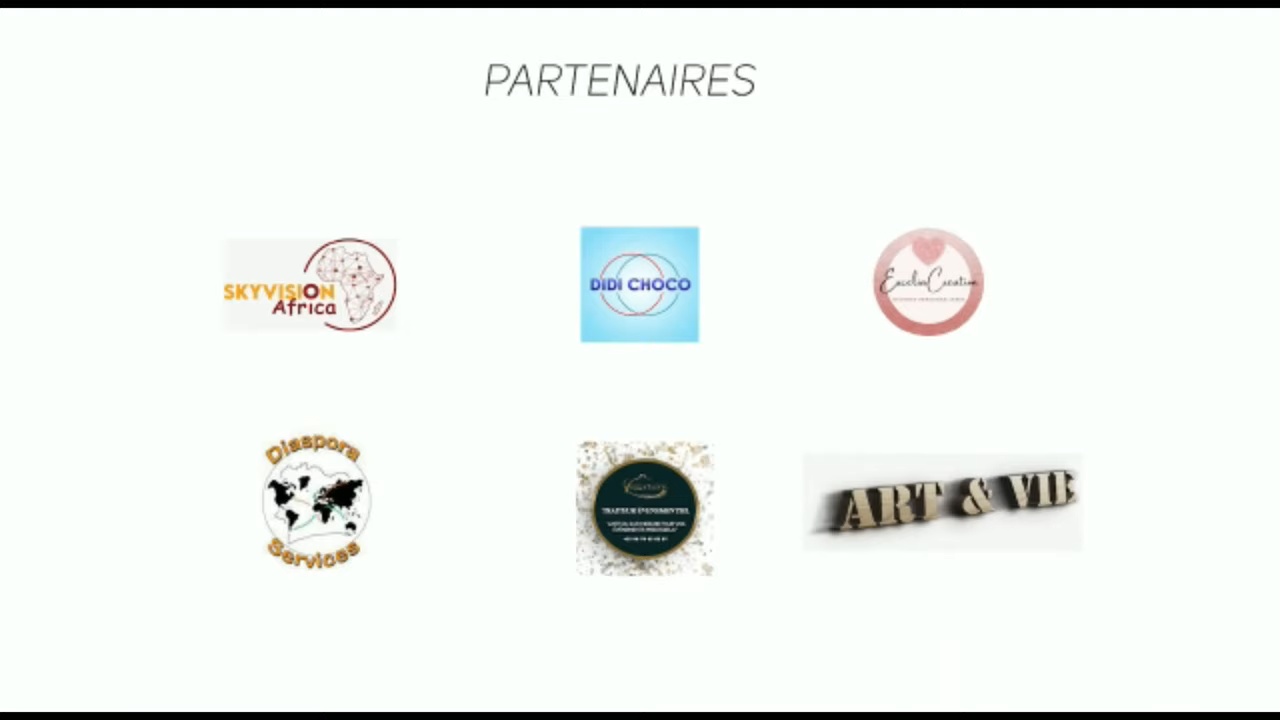 PARTENAIRES
SKYVISION
Africa
DIDI CHOCO
Diaspora
Services
TRAITEUR ÉVÉNEMENTIEL
ART & VIE